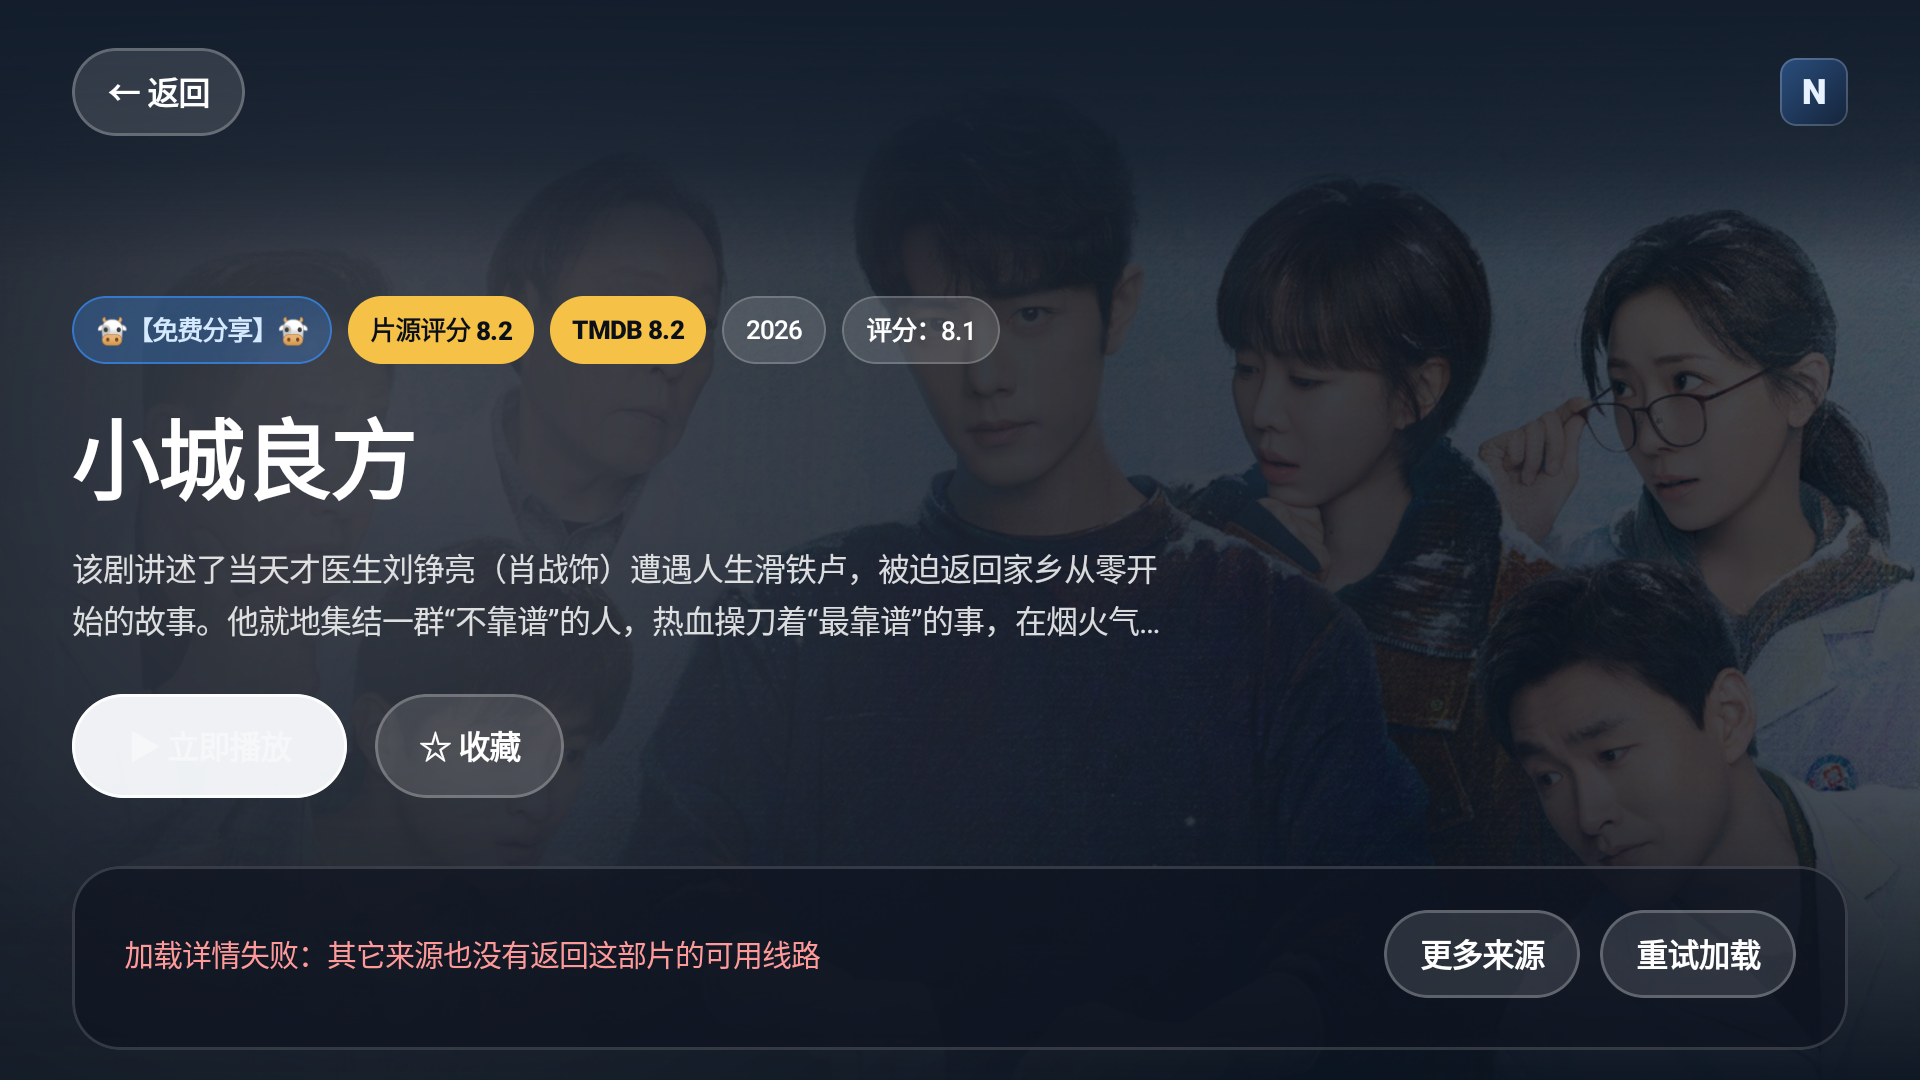 ← 返回
N
🐮【免费分享】🐮 片源评分 8.2 TMDB 8.2 2026 评分：8.1
小城良方
该剧讲述了当天才医生刘铮亮（肖战饰）遭遇人生滑铁卢，被迫返回家乡从零开
始的故事。他就地集结一群“不靠谱”的人，热血操刀着“最靠谱”的事，在烟火气...
▶ 立即播放 ☆ 收藏
加载详情失败：其它来源也没有返回这部片的可用线路 更多来源 重试加载